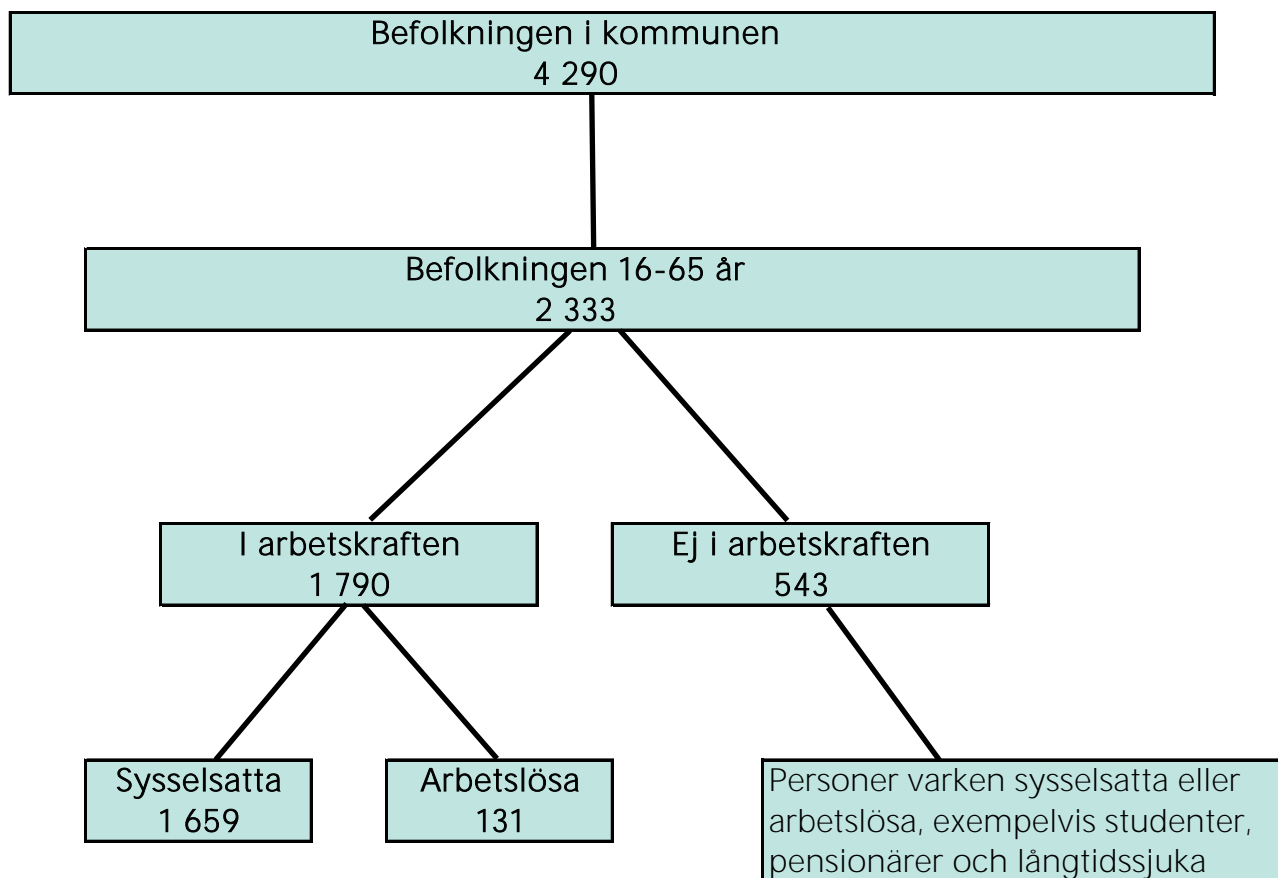 Befolkningen i kommunen
4 290
Befolkningen 16-65 år
2 333
I arbetskraften
1 790
Ej i arbetskraften
543
Sysselsatta
1 659
Arbetslösa
131
Personer varken sysselsatta eller
arbetslösa, exempelvis studenter,
pensionärer och långtidssjuka